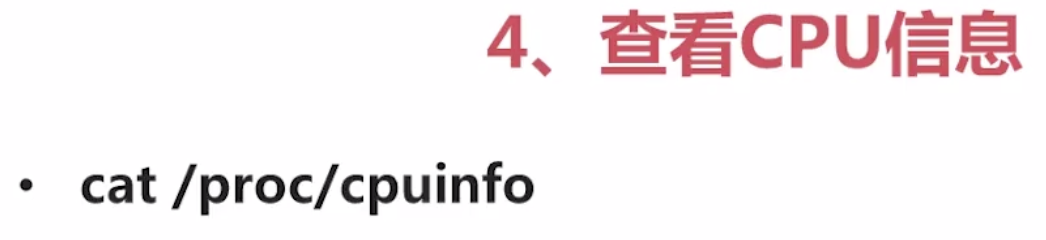 4、查看CPU信息
• cat /proc/cpuinfo